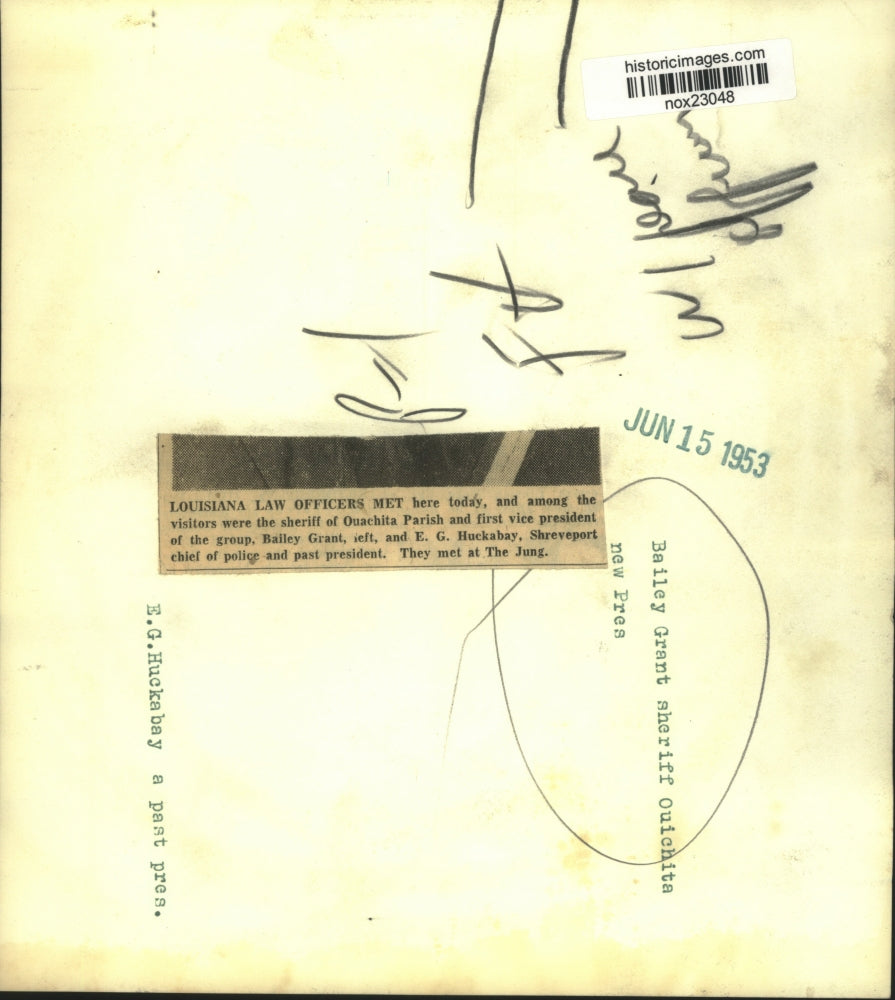 historicimages.com
nox23048
JUN 15 1953
LOUISIANA LAW OFFICERS MET here today, and among the
visitors were the sheriff of Ouachita Parish and first vice president
of the group, Bailey Grant, left, and E. G. Huckabay, Shreveport
chief of police and past president. They met at The Jung.
Bailey Grant sheriff Ouichita
new Pres
E.G.Huckabay a past pres.